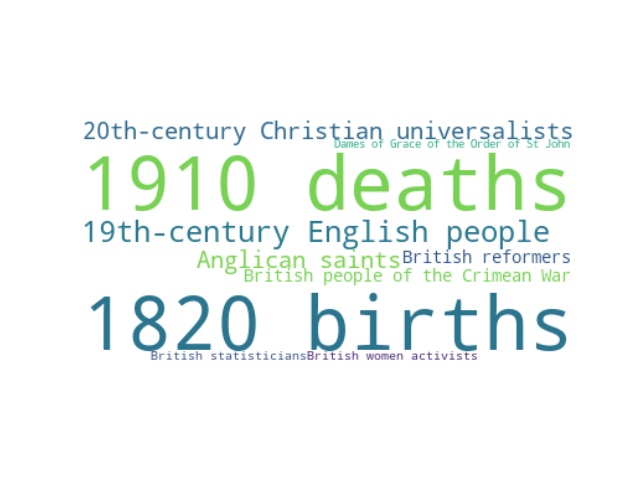 20th-century Christian universalists
Dames of Grace of the Order of St John
1910 deaths
19th-century English people
Anglican saints British reformers
British people of the Crimean War
1820 births
British statisticians British women activists